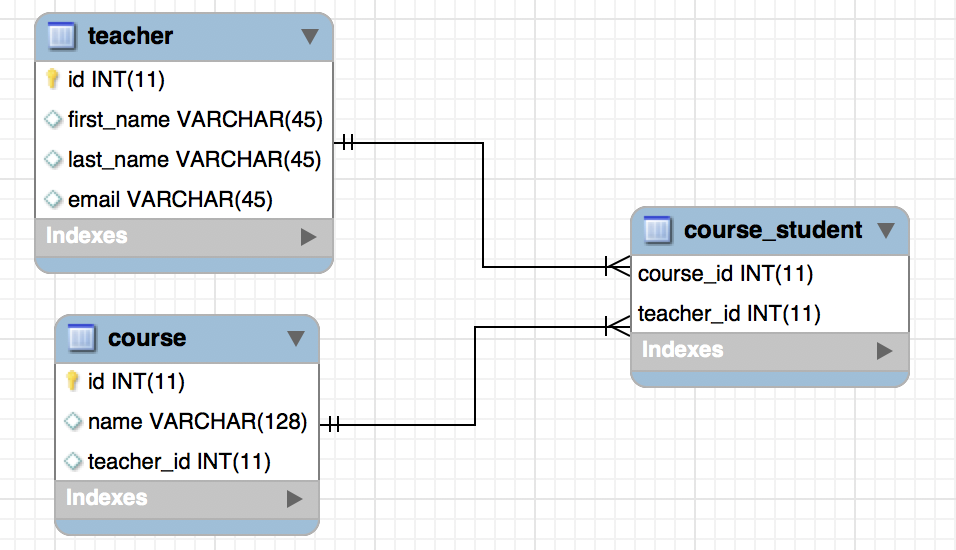 teacher
id INT(11)
first_name VARCHAR(45)
last_name VARCHAR(45)
email VARCHAR(45)
Indexes
course
id INT(11)
name VARCHAR(128)
teacher_id INT(11)
Indexes
course_student
course_id INT(11)
teacher_id INT(11)
Indexes